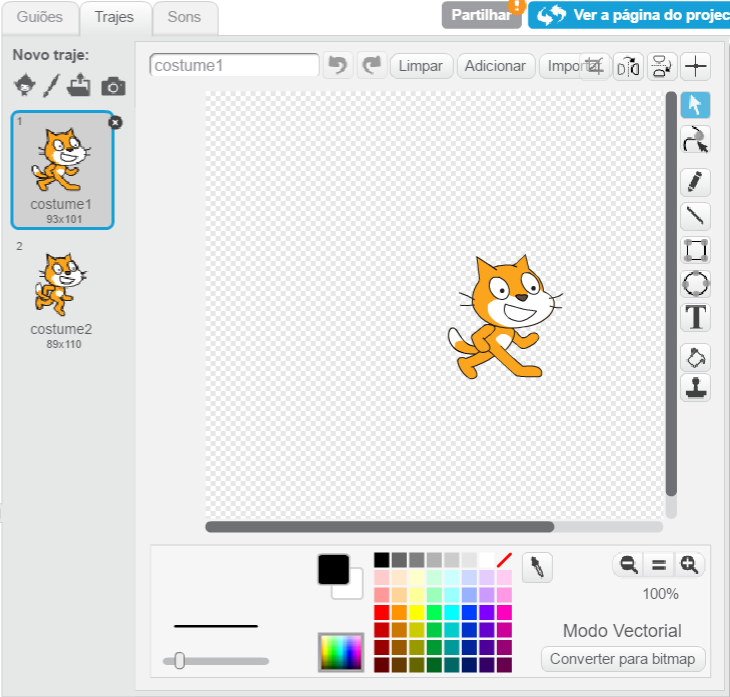 Guiões Trajes Sons Partilhar Ver a página do projec
Novo traje:
costume1 Limpar Adicionar
1
costume1
93x101
2
costume2
89x110
T
100%
Modo Vectorial
Converter para bitmap